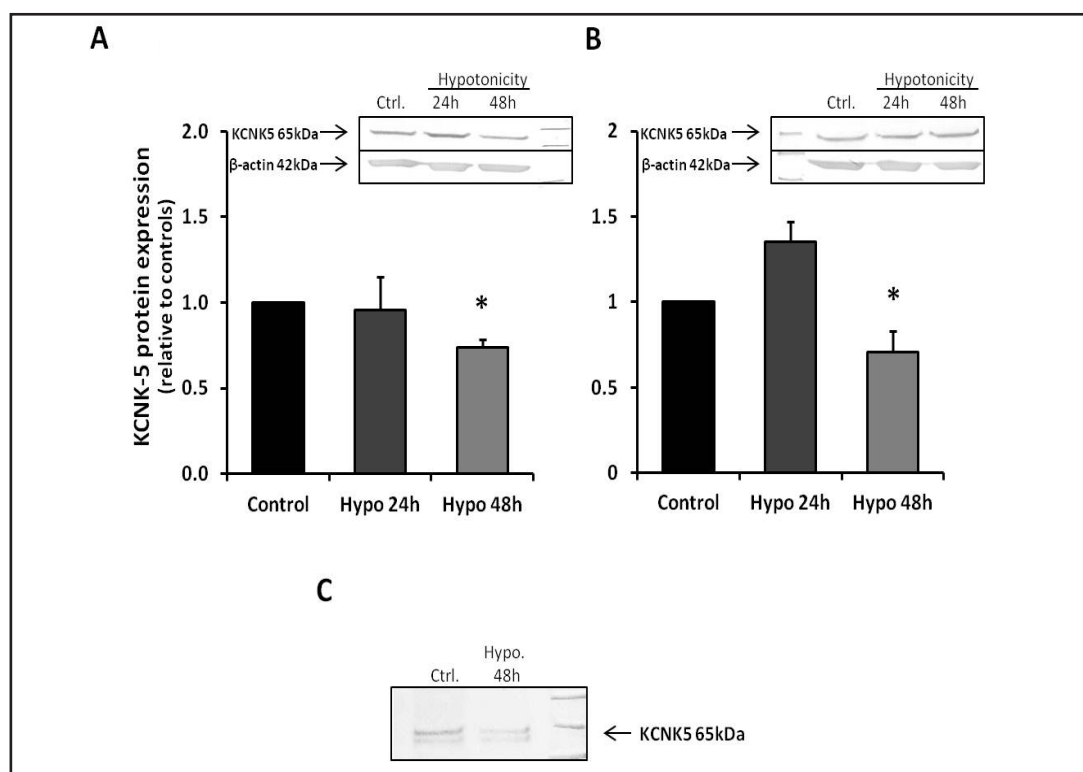 A
Hypotonicity
Ctrl. 24h 48h
KCNK5 65kDa
β-actin 42kDa
2.0
1.5
1.0
0.5
0.0
KCNK-5 protein expression
(relative to controls)
*
Control Hypo 24h Hypo 48h
B
Hypotonicity
Ctrl. 24h 48h
KCNK5 65kDa
β-actin 42kDa
2
1.5
1
0.5
0
*
Control Hypo 24h Hypo 48h
C
Hypo.
Ctrl. 48h
KCNK5 65kDa